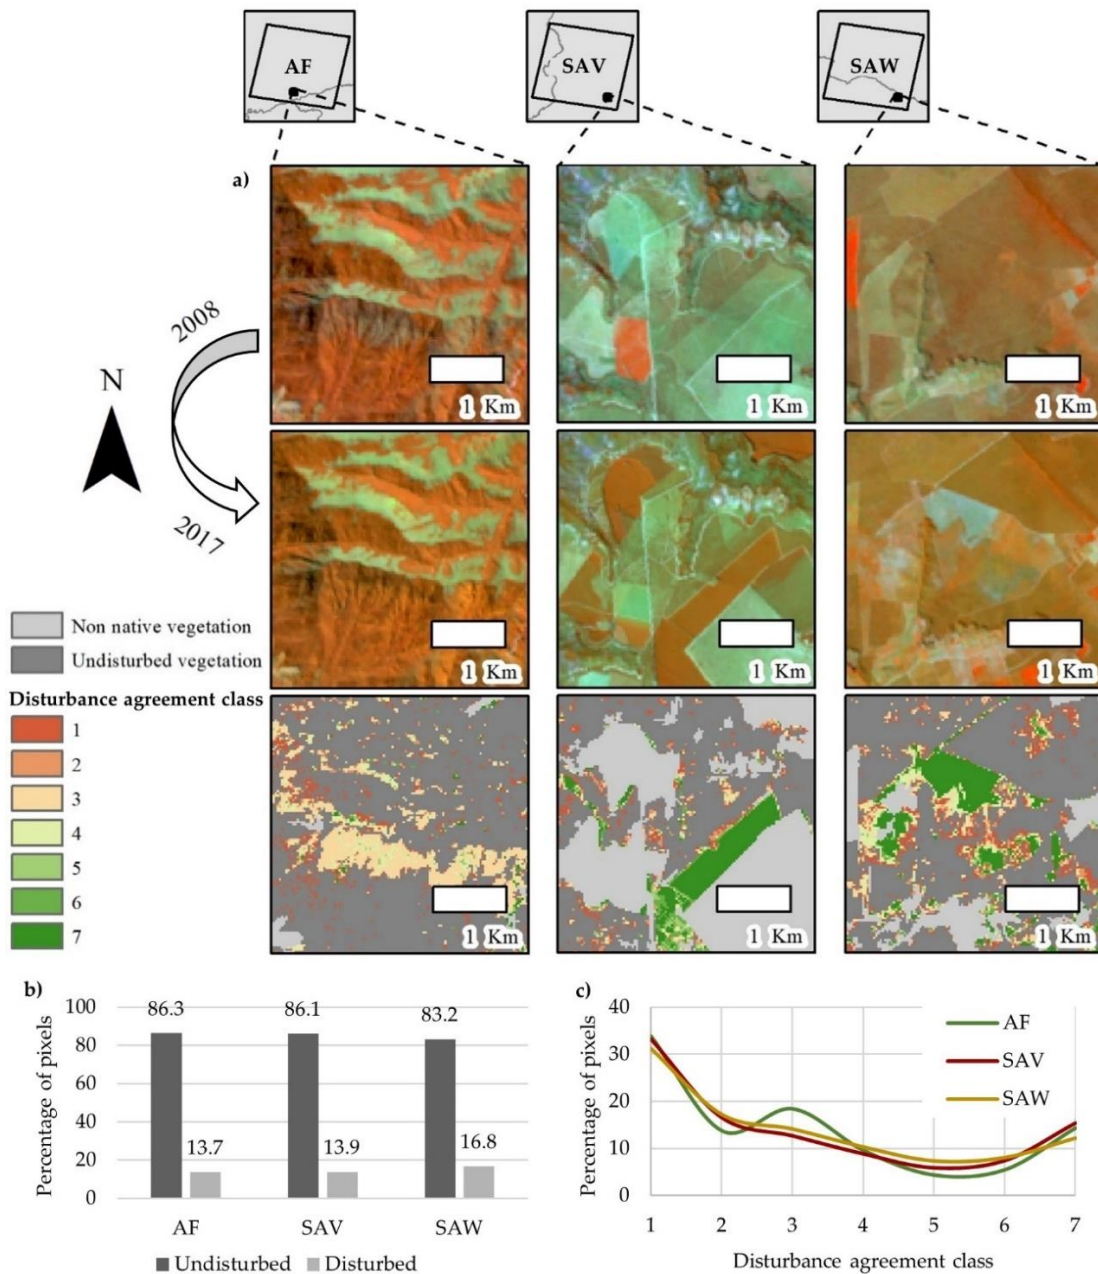 AF
SAV
SAW
a)
2008
N
2017
1 Km
1 Km
1 Km
1 Km
1 Km
1 Km
Non native vegetation
Undisturbed vegetation
Disturbance agreement class
1
2
3
4
5
6
7
1 Km
1 Km
1 Km
b)
Percentage of pixels
100
80
60
40
20
0
86.3
13.7
86.1
13.9
83.2
16.8
AF
SAV
SAW
Undisturbed
Disturbed
c)
Percentage of pixels
40
30
20
10
0
AF
SAV
SAW
1 2 3 4 5 6 7
Disturbance agreement class